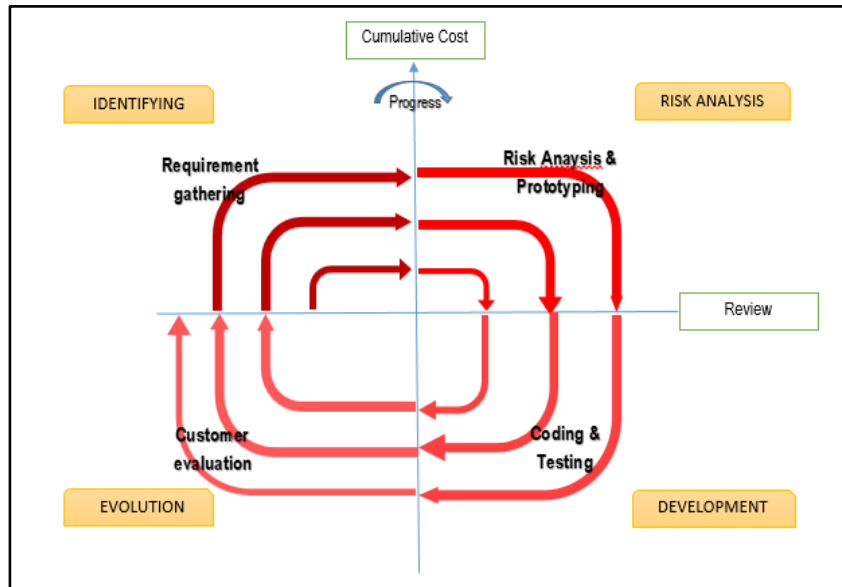 Cumulative Cost
IDENTIFYING
Progress
RISK ANALYSIS
Requirement
gathering
Risk Anaysis &
Prototyping
Review
Customer
evaluation
Coding &
Testing
EVOLUTION
DEVELOPMENT